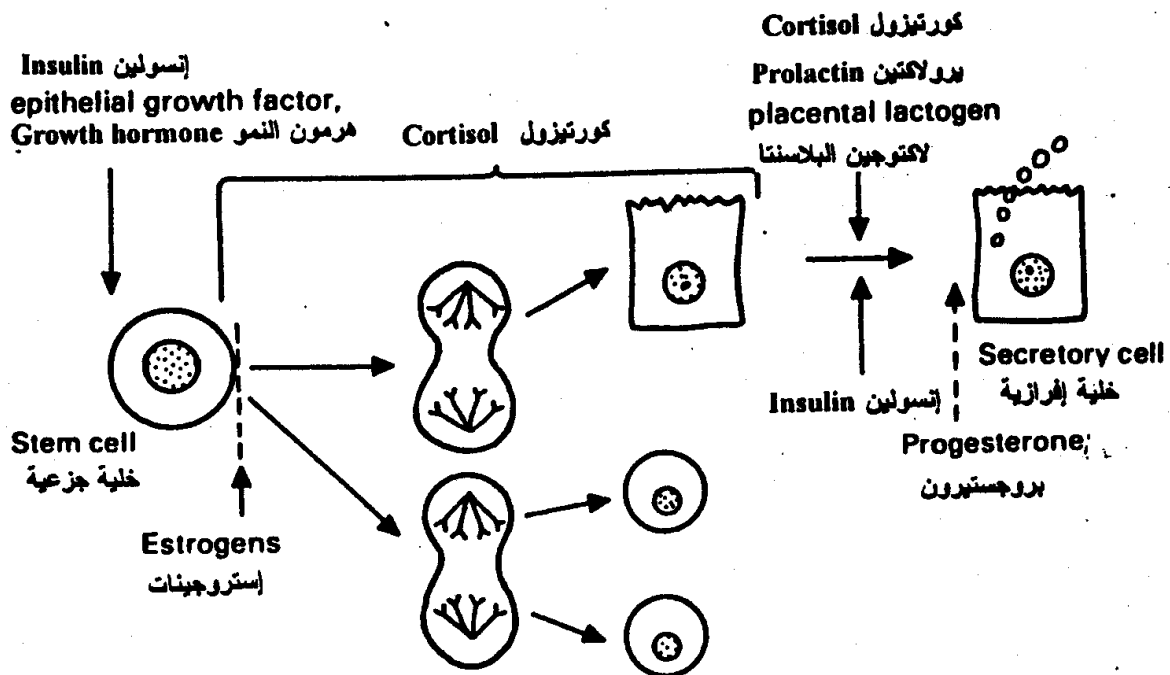 Insulin إنسولين
epithelial growth factor,
Growth hormone هرمون النمو
Cortisol كورتيزول
Cortisol كورتيزول
Prolactin برولاكتين
placental lactogen
لاكتوجين البلاسنتا
Stem cell
خلية جزعية
Estrogens
إستروجينات
Insulin إنسولين
Secretory cell
خلية إفرازية
Progesterone;
بروجستيرون